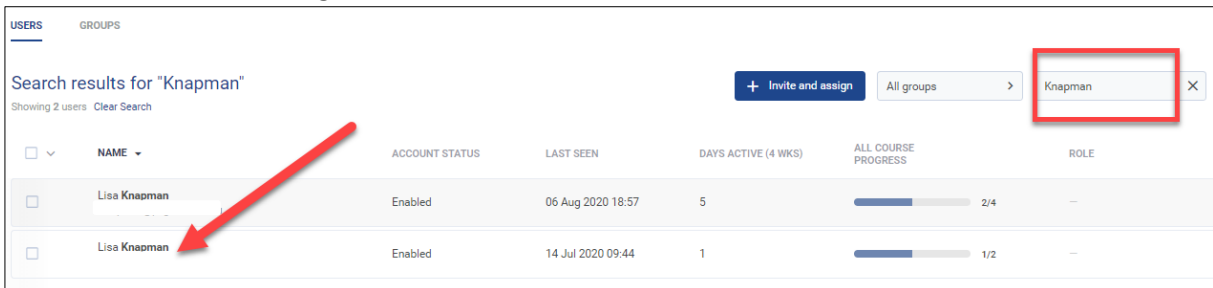 USERS GROUPS
Search results for "Knapman"
Showing 2 users Clear Search
+ Invite and assign All groups > Knapman X
NAME ACCOUNT STATUS LAST SEEN DAYS ACTIVE (4 WKS) ALL COURSE PROGRESS ROLE
Lisa Knapman
Enabled 06 Aug 2020 18:57 5 2/4 —
Lisa Knapman
Enabled 14 Jul 2020 09:44 1 1/2 —